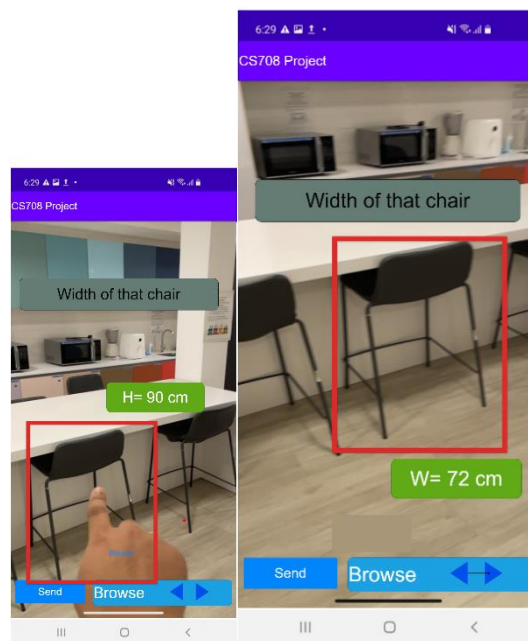 6:29
CS708 Project
Width of that chair
H= 90 cm
Send
Browse
6:29
CS708 Project
Width of that chair
W= 72 cm
Send
Browse